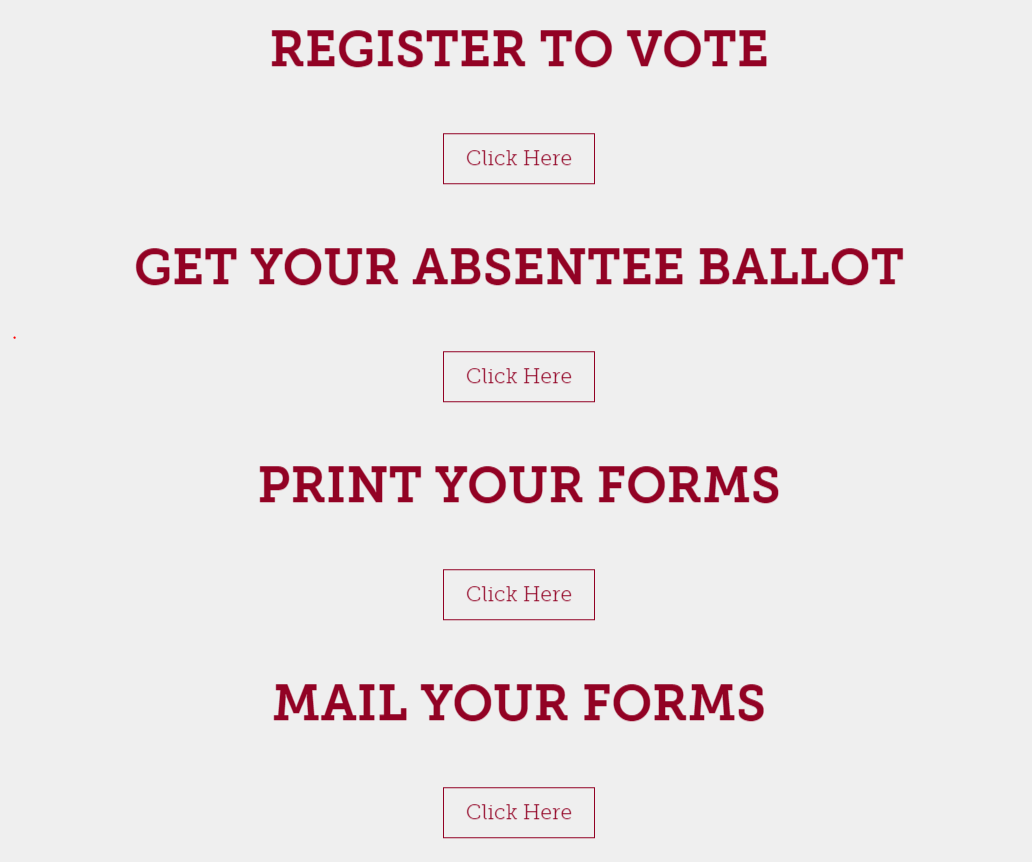 REGISTER TO VOTE
Click Here
GET YOUR ABSENTEE BALLOT
Click Here
PRINT YOUR FORMS
Click Here
MAIL YOUR FORMS
Click Here